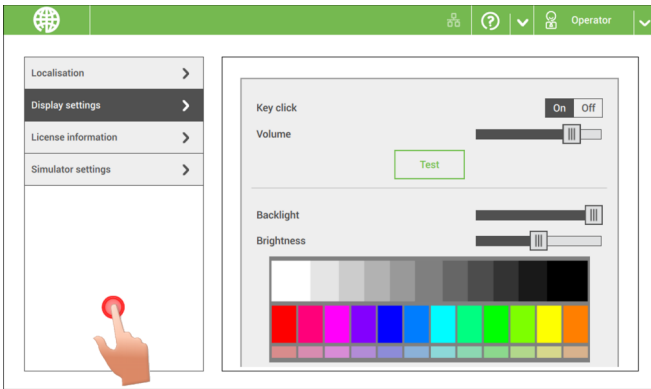 Operator
Localisation
Display settings
License information
Simulator settings
Key click
On Off
Volume
Test
Backlight
Brightness